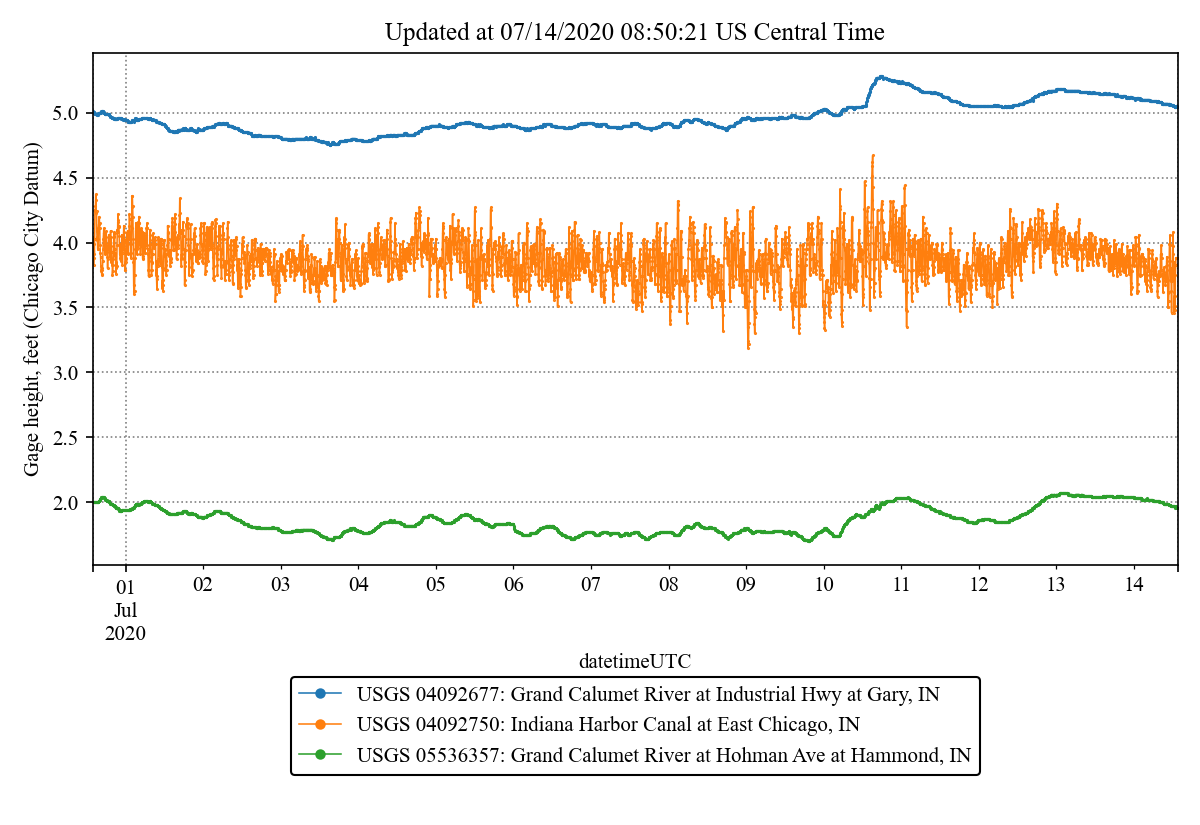 Updated at 07/14/2020 08:50:21 US Central Time
Gage height, feet (Chicago City Datum)
5.0
4.5
4.0
3.5
3.0
2.5
2.0
01 02 03 04 05 06 07 08 09 10 11 12 13 14
Jul
2020
datetimeUTC
USGS 04092677: Grand Calumet River at Industrial Hwy at Gary, IN
USGS 04092750: Indiana Harbor Canal at East Chicago, IN
USGS 05536357: Grand Calumet River at Hohman Ave at Hammond, IN